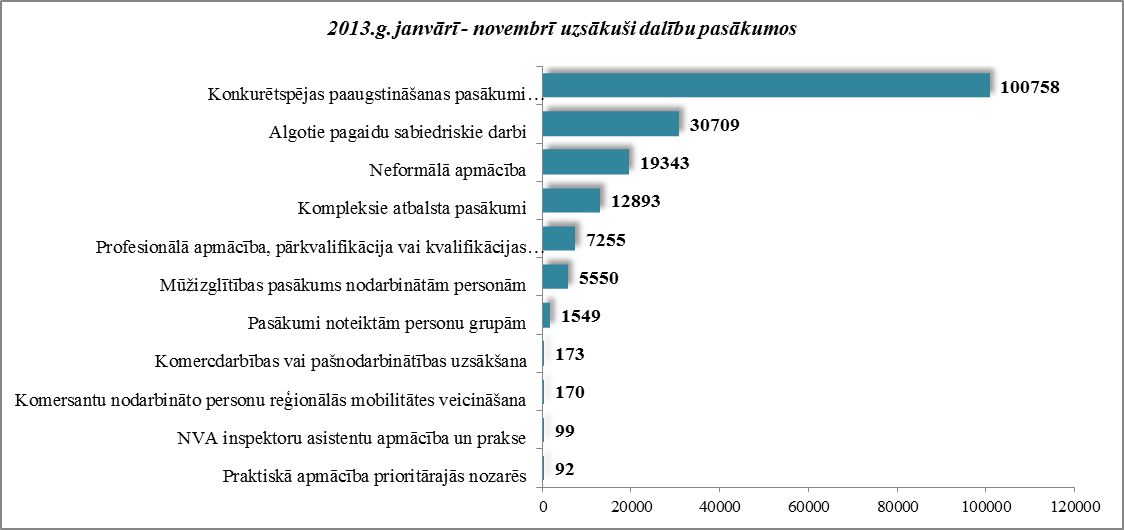 2013.g. janvārī - novembrī uzsākuši dalību pasākumos
Konkurētspējas paaugstināšanas pasākumi… 100758
Algotie pagaidu sabiedriskie darbi 30709
Neformālā apmācība 19343
Kompleksie atbalsta pasākumi 12893
Profesionālā apmācība, pārkvalifikācija vai kvalifikācijas… 7255
Mūžizglītības pasākums nodarbinātām personām 5550
Pasākumi noteiktām personu grupām 1549
Komercdarbības vai pašnodarbinātības uzsākšana 173
Komersantu nodarbināto personu reģionālās mobilitātes veicināšana 170
NVA inspektoru asistentu apmācība un prakse 99
Praktiskā apmācība prioritārajās nozarēs 92
0 20000 40000 60000 80000 100000 120000